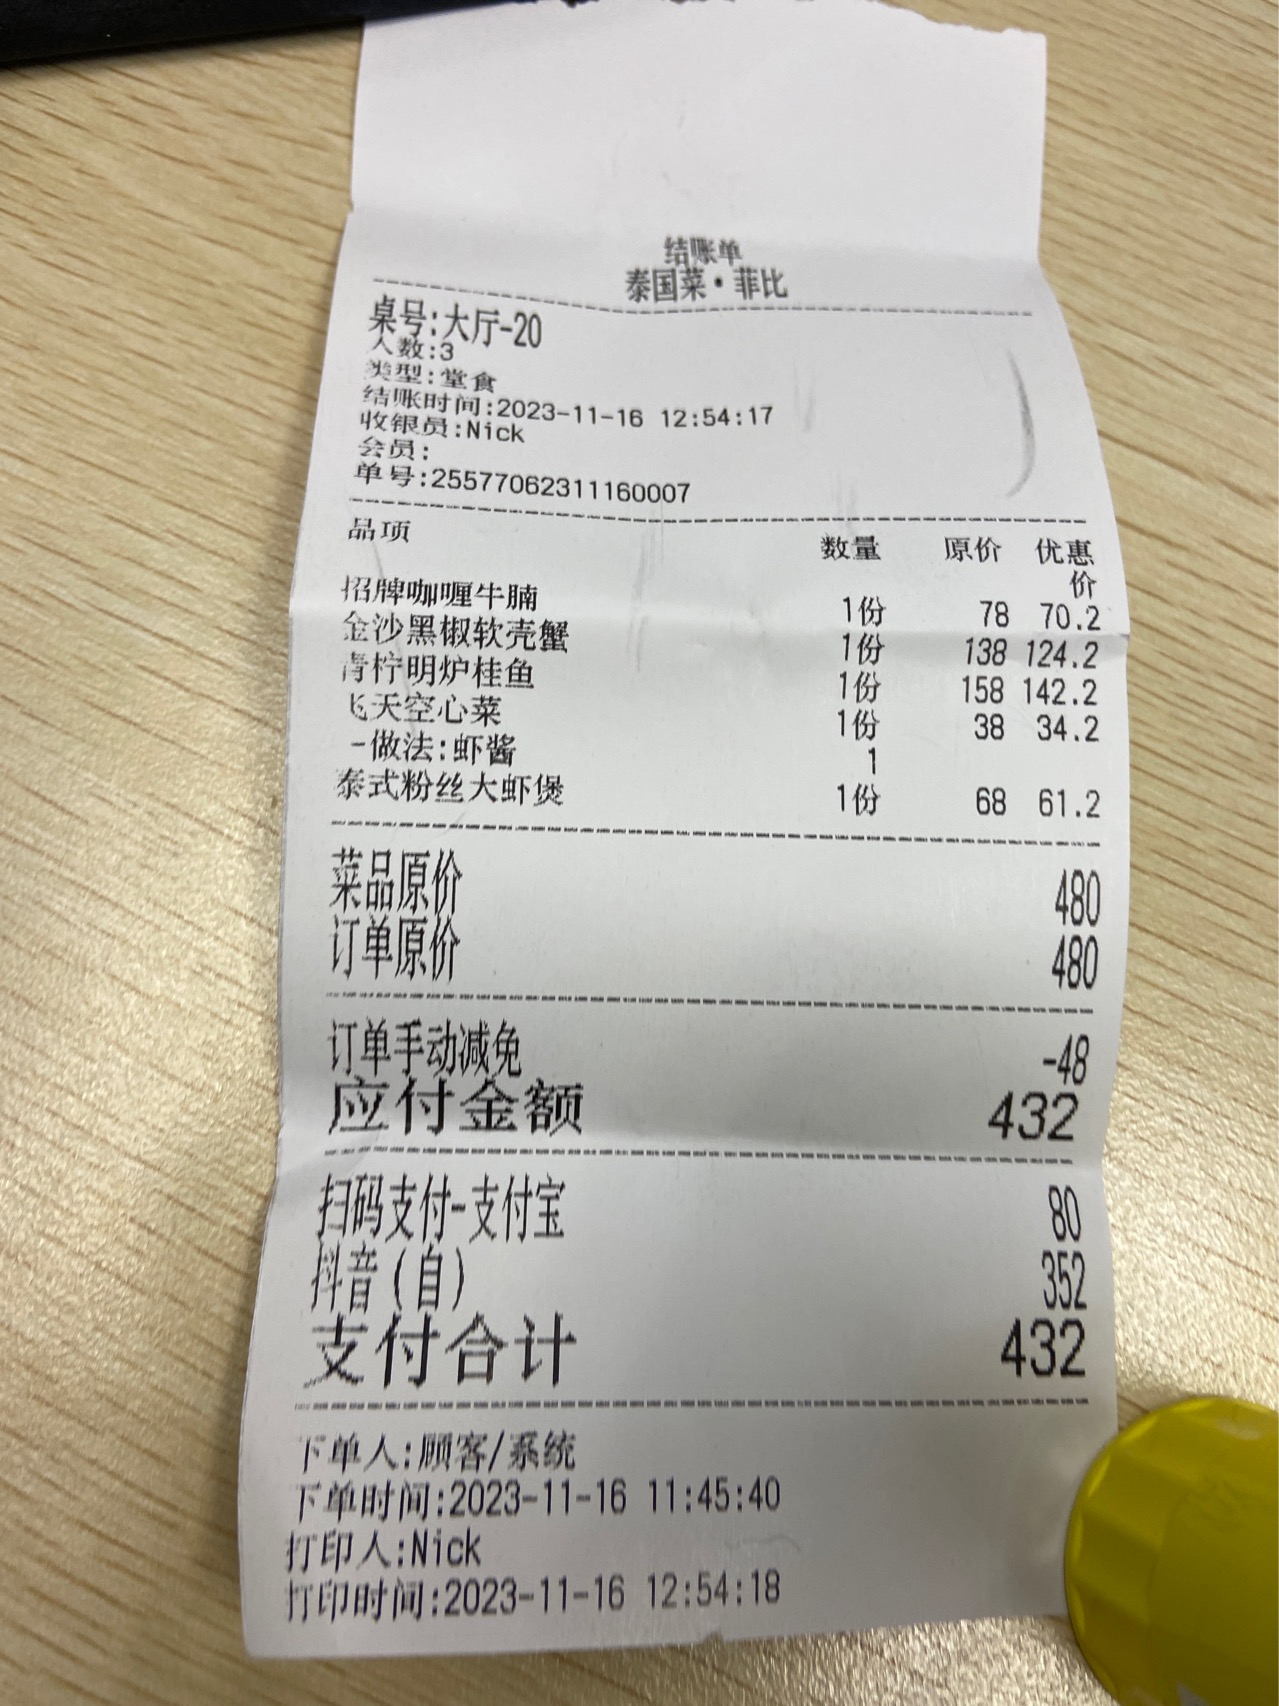 结账单
泰国菜·菲比
桌号:大厅-20
人数:3
类型:堂食
结账时间:2023-11-16 12:54:17
收银员:Nick
会员:
单号:25577062311160007
品项 数量 原价 优惠价
招牌咖喱牛腩 1份 78 70.2
金沙黑椒软壳蟹 1份 138 124.2
青柠明炉桂鱼 1份 158 142.2
飞天空心菜 1份 38 34.2
-做法:虾酱 1
泰式粉丝大虾煲 1份 68 61.2
菜品原价 480
订单原价 480
订单手动减免 -48
应付金额 432
扫码支付-支付宝 80
抖音(自) 352
支付合计 432
下单人:顾客/系统
下单时间:2023-11-16 11:45:40
打印人:Nick
打印时间:2023-11-16 12:54:18